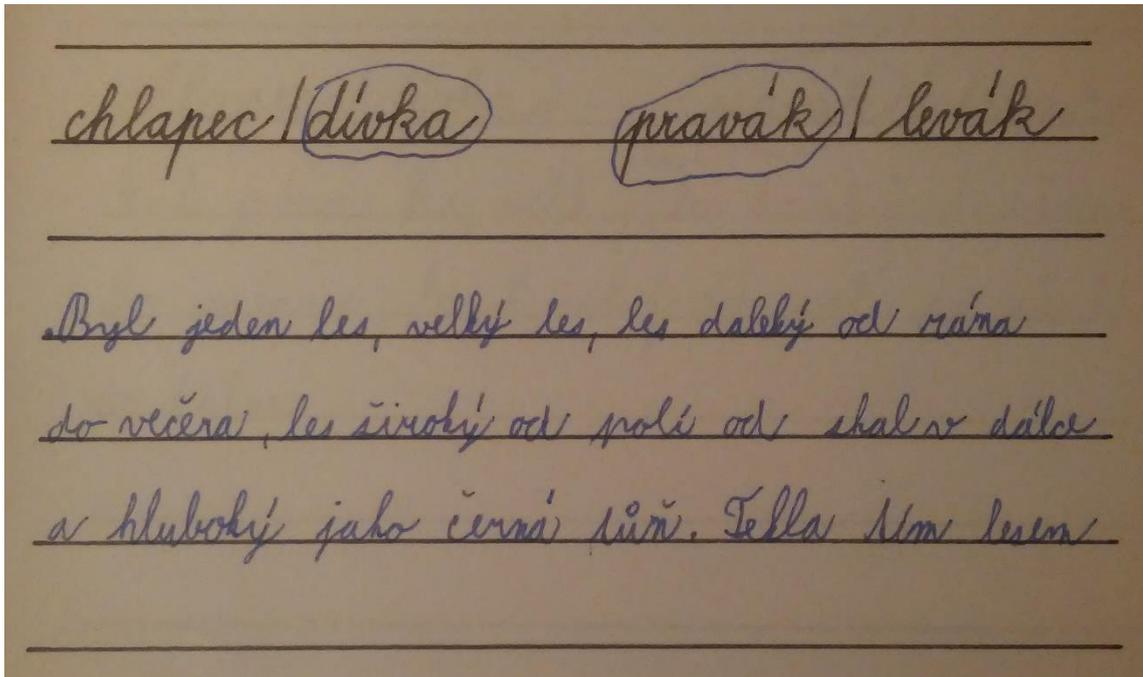 chlapec / dívka pravák / levák
Byl jeden les, velký les, les daleký od rána
do večera, les široký od polí od skal v dálce
a hluboký jako černá tůň. Tekla tím lesem